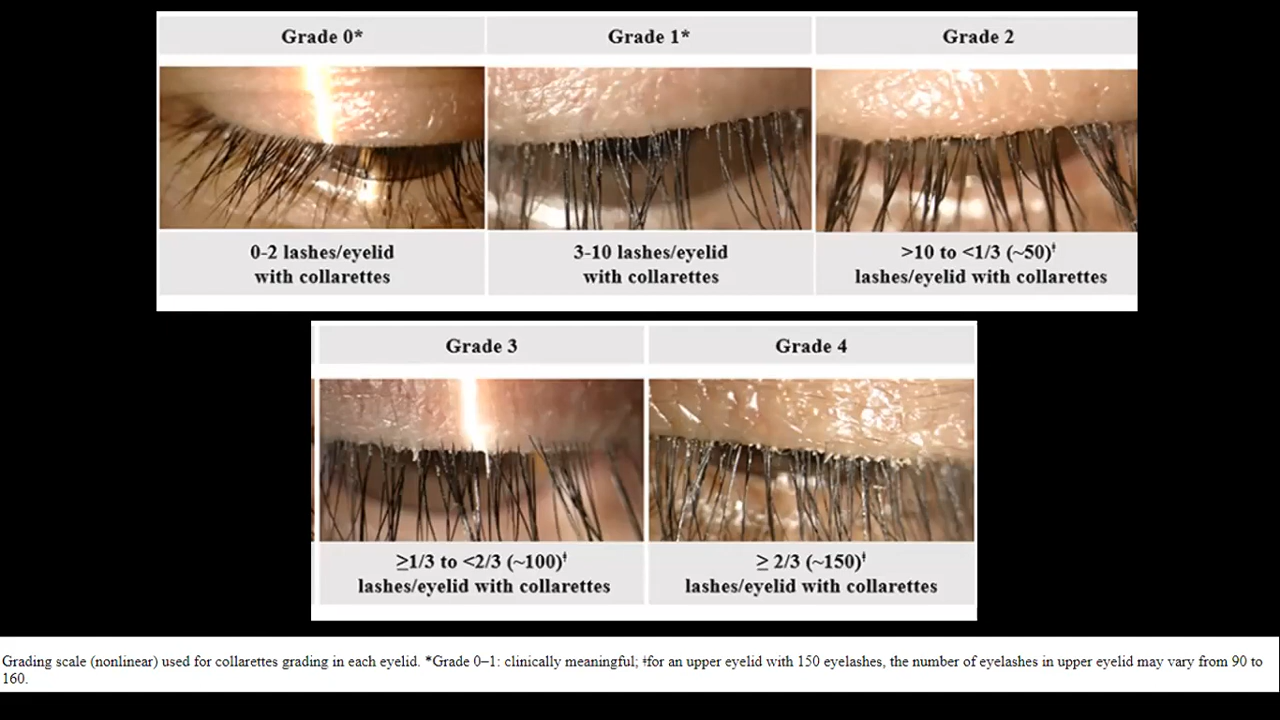 Grade 0*
Grade 1*
Grade 2
0-2 lashes/eyelid
with collarettes
3-10 lashes/eyelid
with collarettes
>10 to <1/3 (~50)ƚ
lashes/eyelid with collarettes
Grade 3
Grade 4
≥1/3 to <2/3 (~100)ƚ
lashes/eyelid with collarettes
≥ 2/3 (~150)ƚ
lashes/eyelid with collarettes
Grading scale (nonlinear) used for collarettes grading in each eyelid. *Grade 0–1: clinically meaningful; ƚfor an upper eyelid with 150 eyelashes, the number of eyelashes in upper eyelid may vary from 90 to
160.